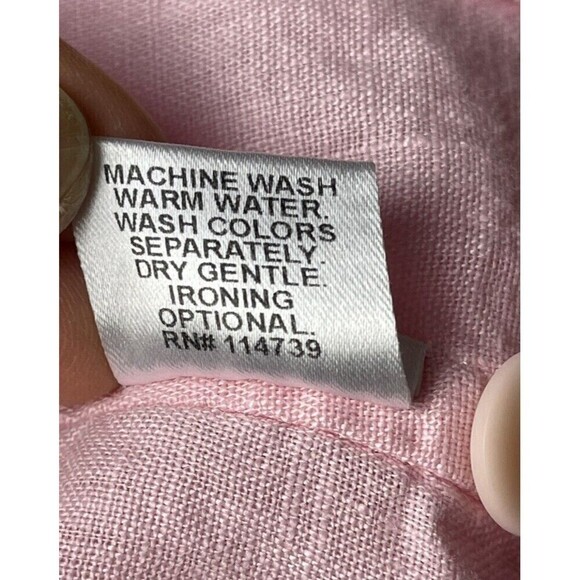 MACHINE WASH
WARM WATER.
WASH COLORS
SEPARATELY.
DRY GENTLE.
IRONING
OPTIONAL.
RN# 114739